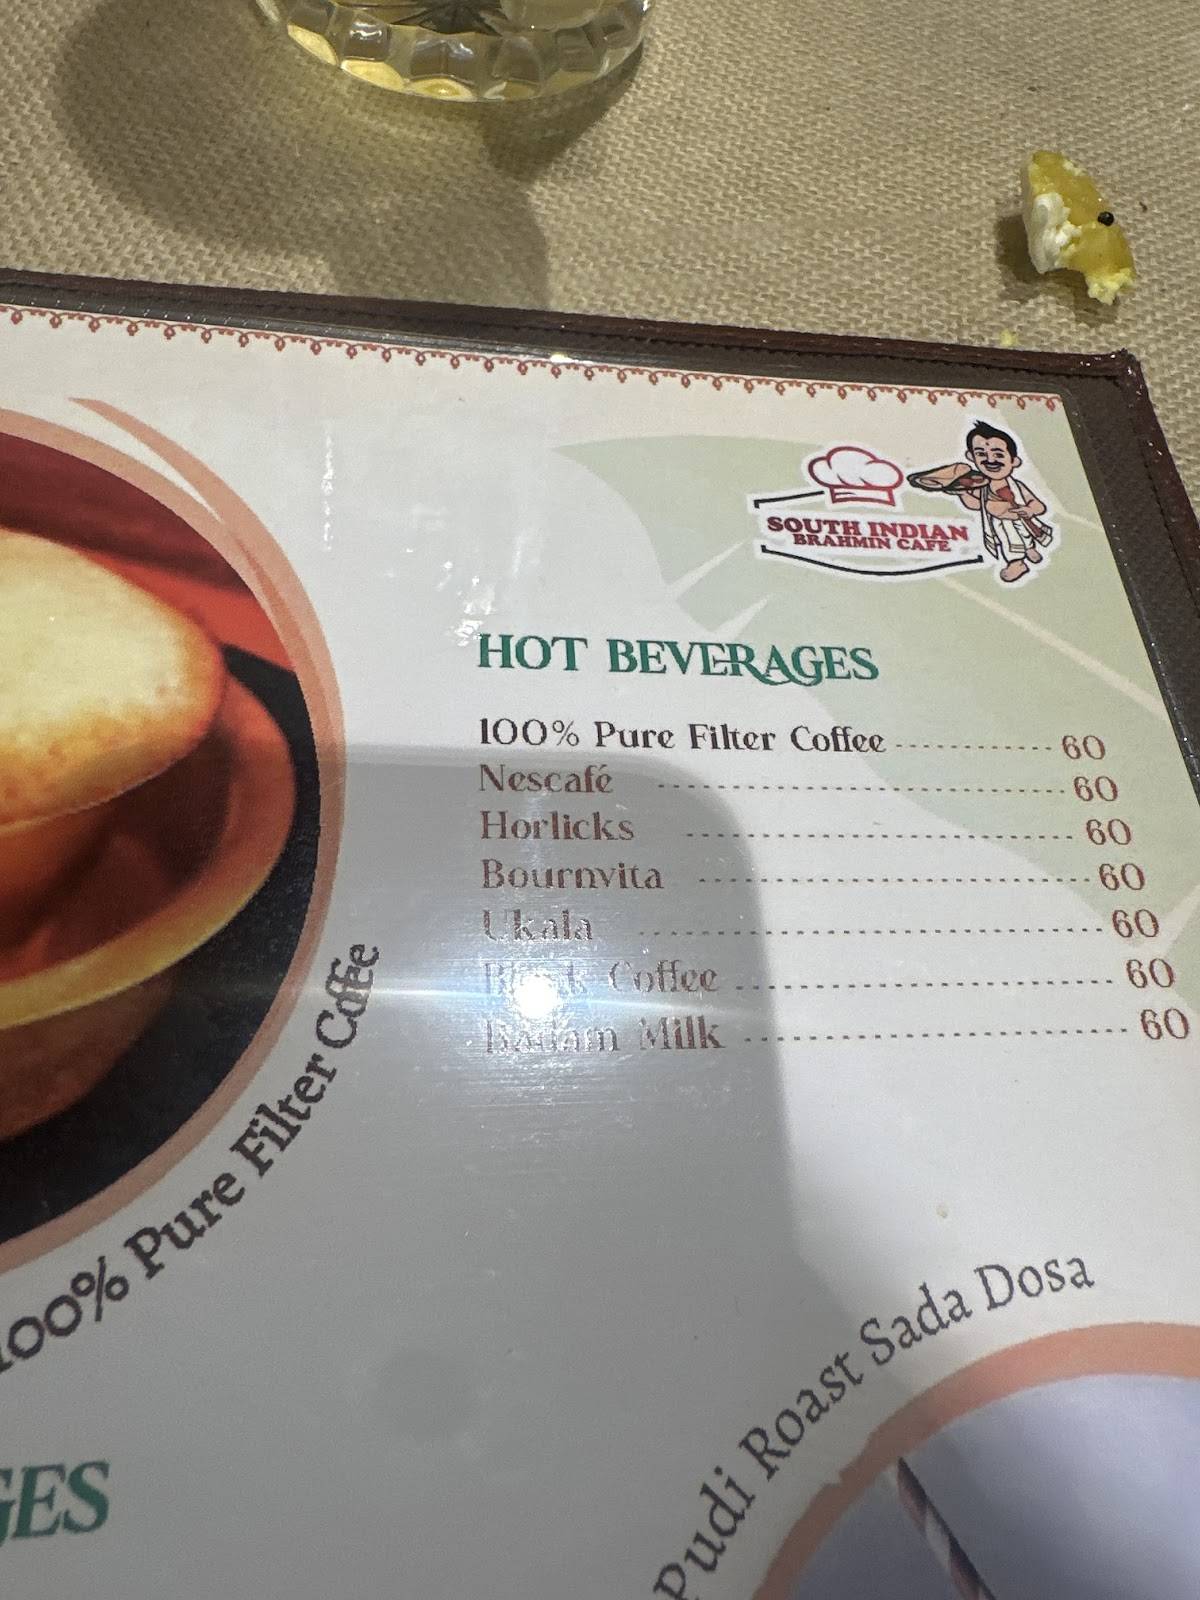 SOUTH INDIAN
BRAHMIN CAFE
HOT BEVERAGES
100% Pure Filter Coffee ------------ 60
Nescafé ------------ 60
Horlicks ------------ 60
Bournvita ------------ 60
Ukala ------------ 60
Black Coffee ------------ 60
Badam Milk ------------ 60
100% Pure Filter Coffee
Pudi Roast Sada Dosa
GES